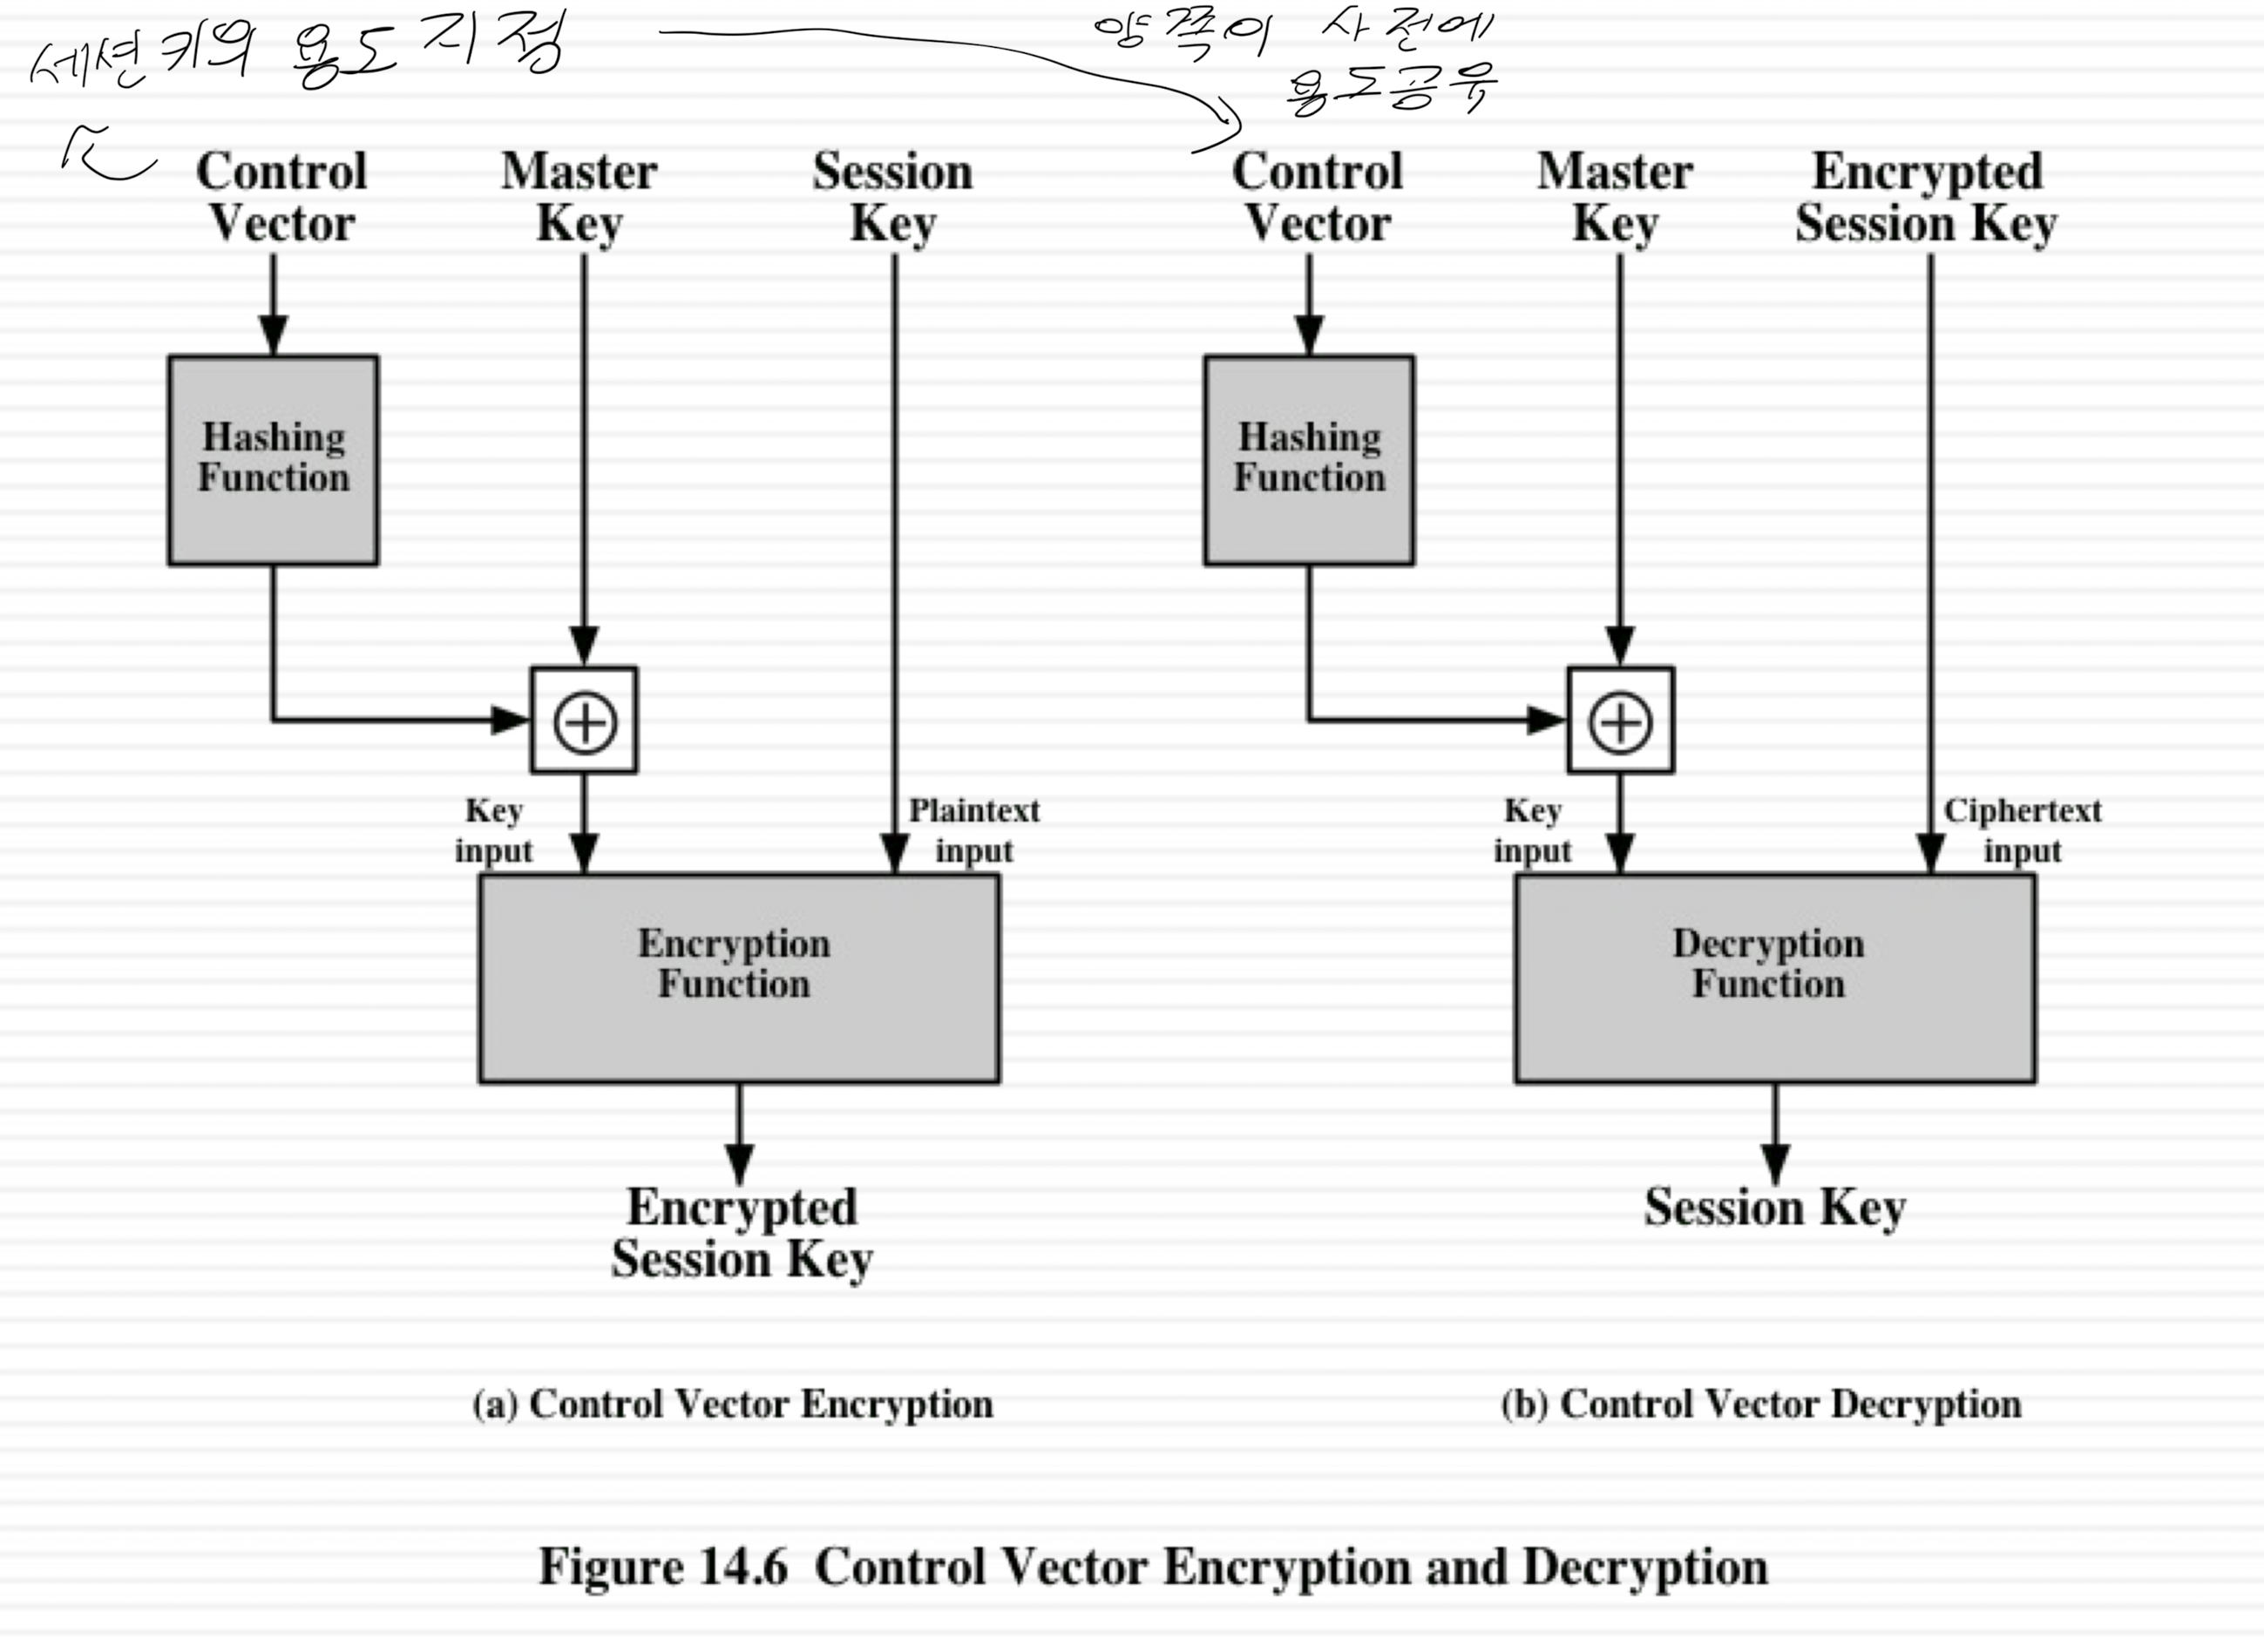 세션키의 용도 지정
양쪽이 사전에
용도공유
Control
Vector
Master
Key
Session
Key
Hashing
Function
Key
input
Plaintext
input
Encryption
Function
Encrypted
Session Key
(a) Control Vector Encryption
Control
Vector
Master
Key
Encrypted
Session Key
Hashing
Function
Key
input
Ciphertext
input
Decryption
Function
Session Key
(b) Control Vector Decryption
Figure 14.6 Control Vector Encryption and Decryption